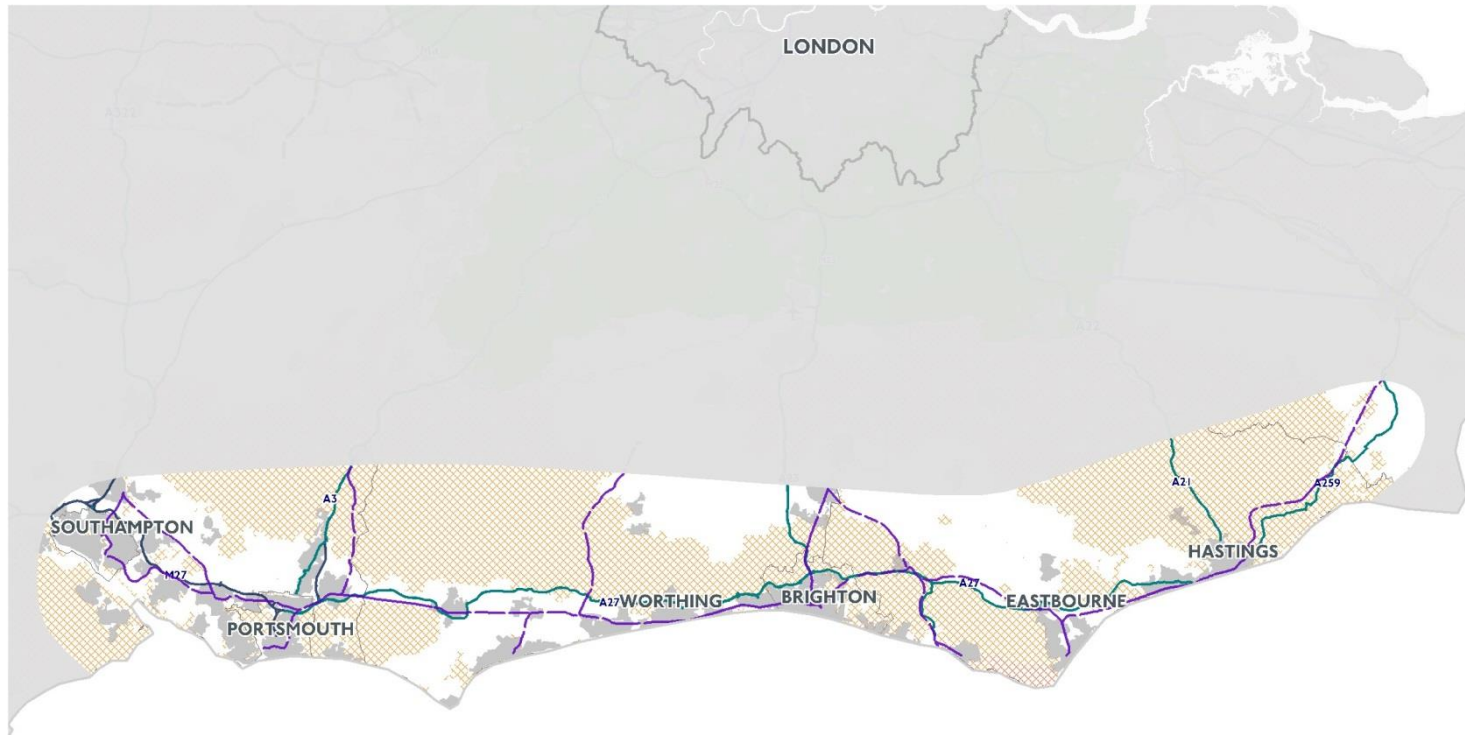 LONDON
A3
A21
A259
SOUTHAMPTON
HASTINGS
M27
A27
A27
WORTHING
BRIGHTON
EASTBOURNE
PORTSMOUTH